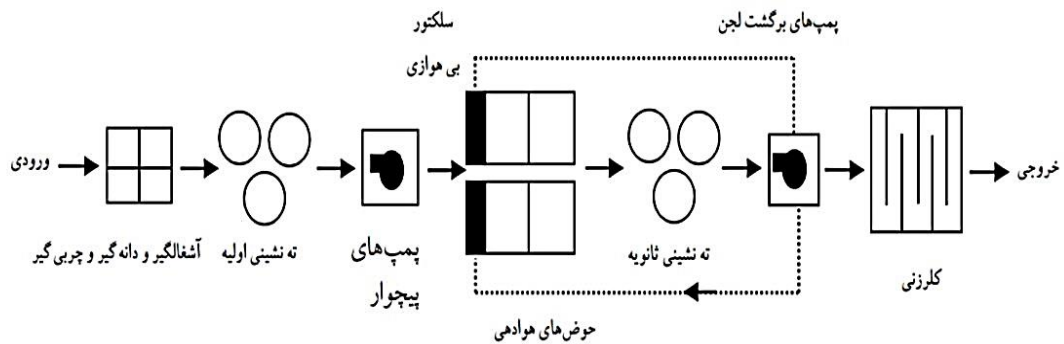 سلکتور
بی هوازی
پمپ‌های برگشت لجن
ورودی
خروجی
آشغالگیر و دانه گیر و چربی گیر
ته نشینی اولیه
پمپ‌های
پیچوار
ته نشینی ثانویه
کلرزنی
حوض‌های هوادهی